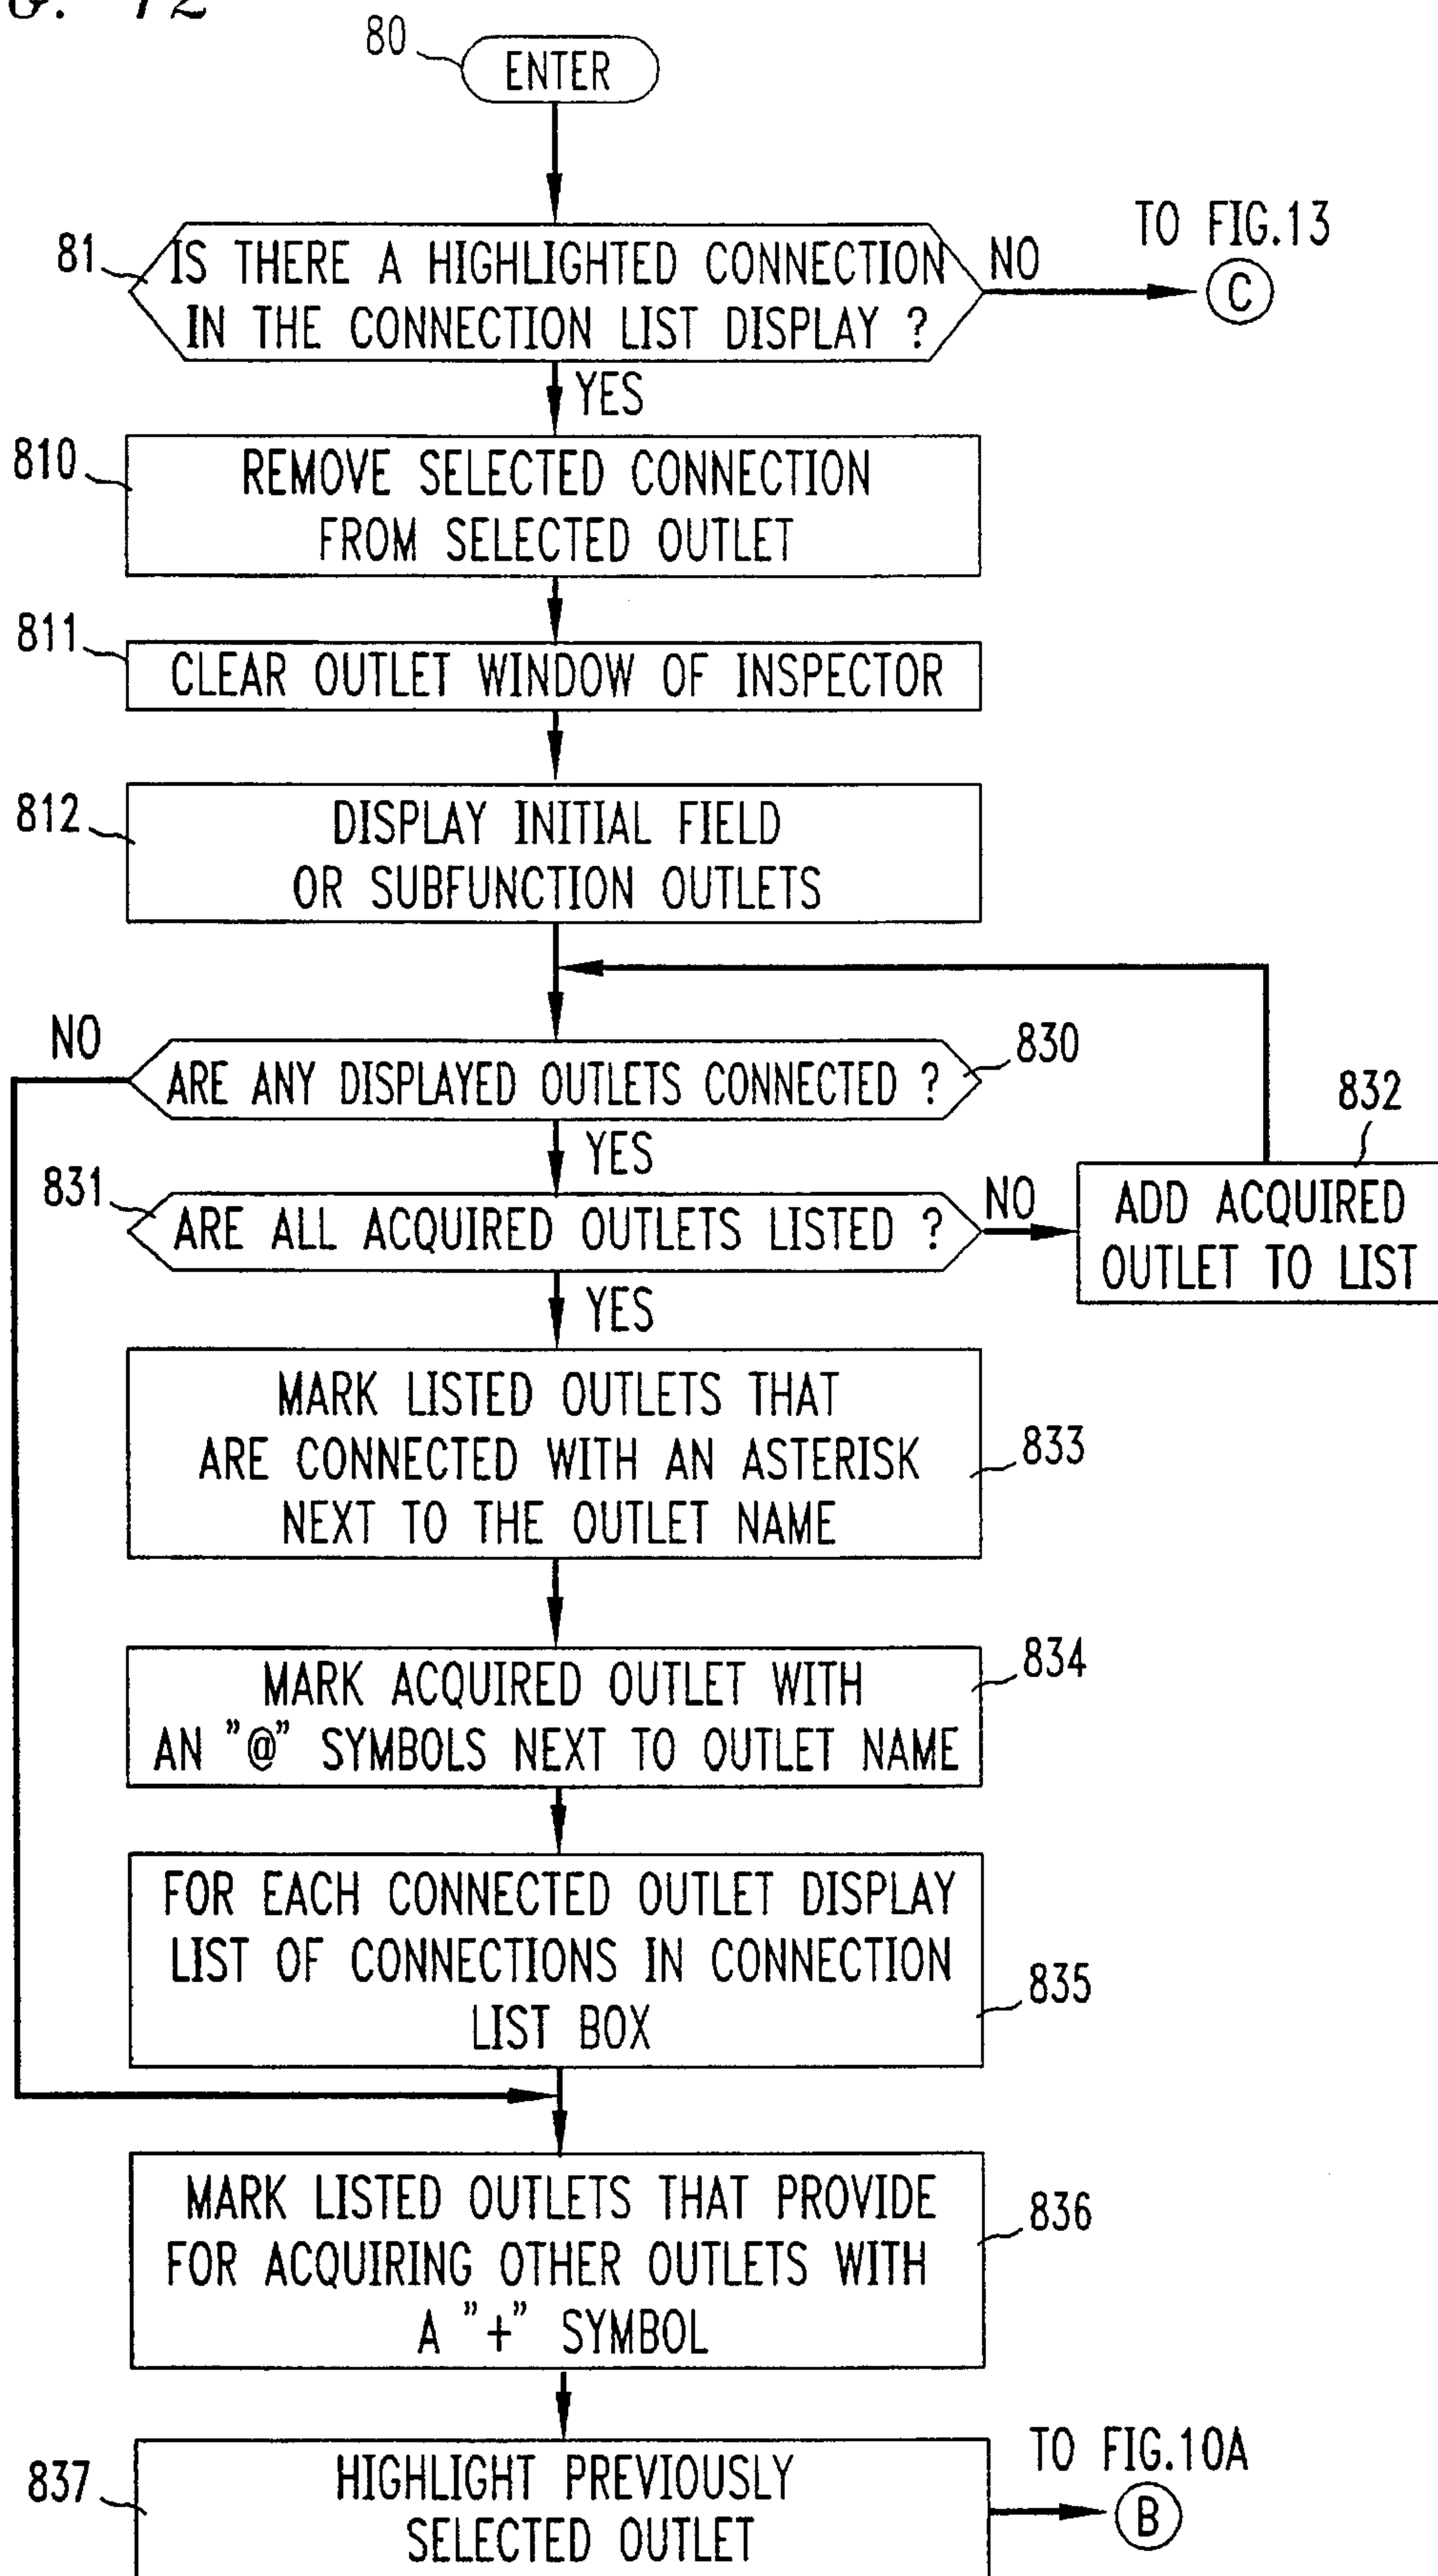 80
ENTER
TO FIG.13
81
IS THERE A HIGHLIGHTED CONNECTION
IN THE CONNECTION LIST DISPLAY ?
NO
C
YES
810
REMOVE SELECTED CONNECTION
FROM SELECTED OUTLET
811
CLEAR OUTLET WINDOW OF INSPECTOR
812
DISPLAY INITIAL FIELD
OR SUBFUNCTION OUTLETS
NO
ARE ANY DISPLAYED OUTLETS CONNECTED ?
830
YES
832
831
ARE ALL ACQUIRED OUTLETS LISTED ?
NO
ADD ACQUIRED
OUTLET TO LIST
YES
MARK LISTED OUTLETS THAT
ARE CONNECTED WITH AN ASTERISK
NEXT TO THE OUTLET NAME
833
MARK ACQUIRED OUTLET WITH
AN "@" SYMBOLS NEXT TO OUTLET NAME
834
FOR EACH CONNECTED OUTLET DISPLAY
LIST OF CONNECTIONS IN CONNECTION
LIST BOX
835
MARK LISTED OUTLETS THAT PROVIDE
FOR ACQUIRING OTHER OUTLETS WITH
A "+" SYMBOL
836
TO FIG.10A
837
HIGHLIGHT PREVIOUSLY
SELECTED OUTLET
B